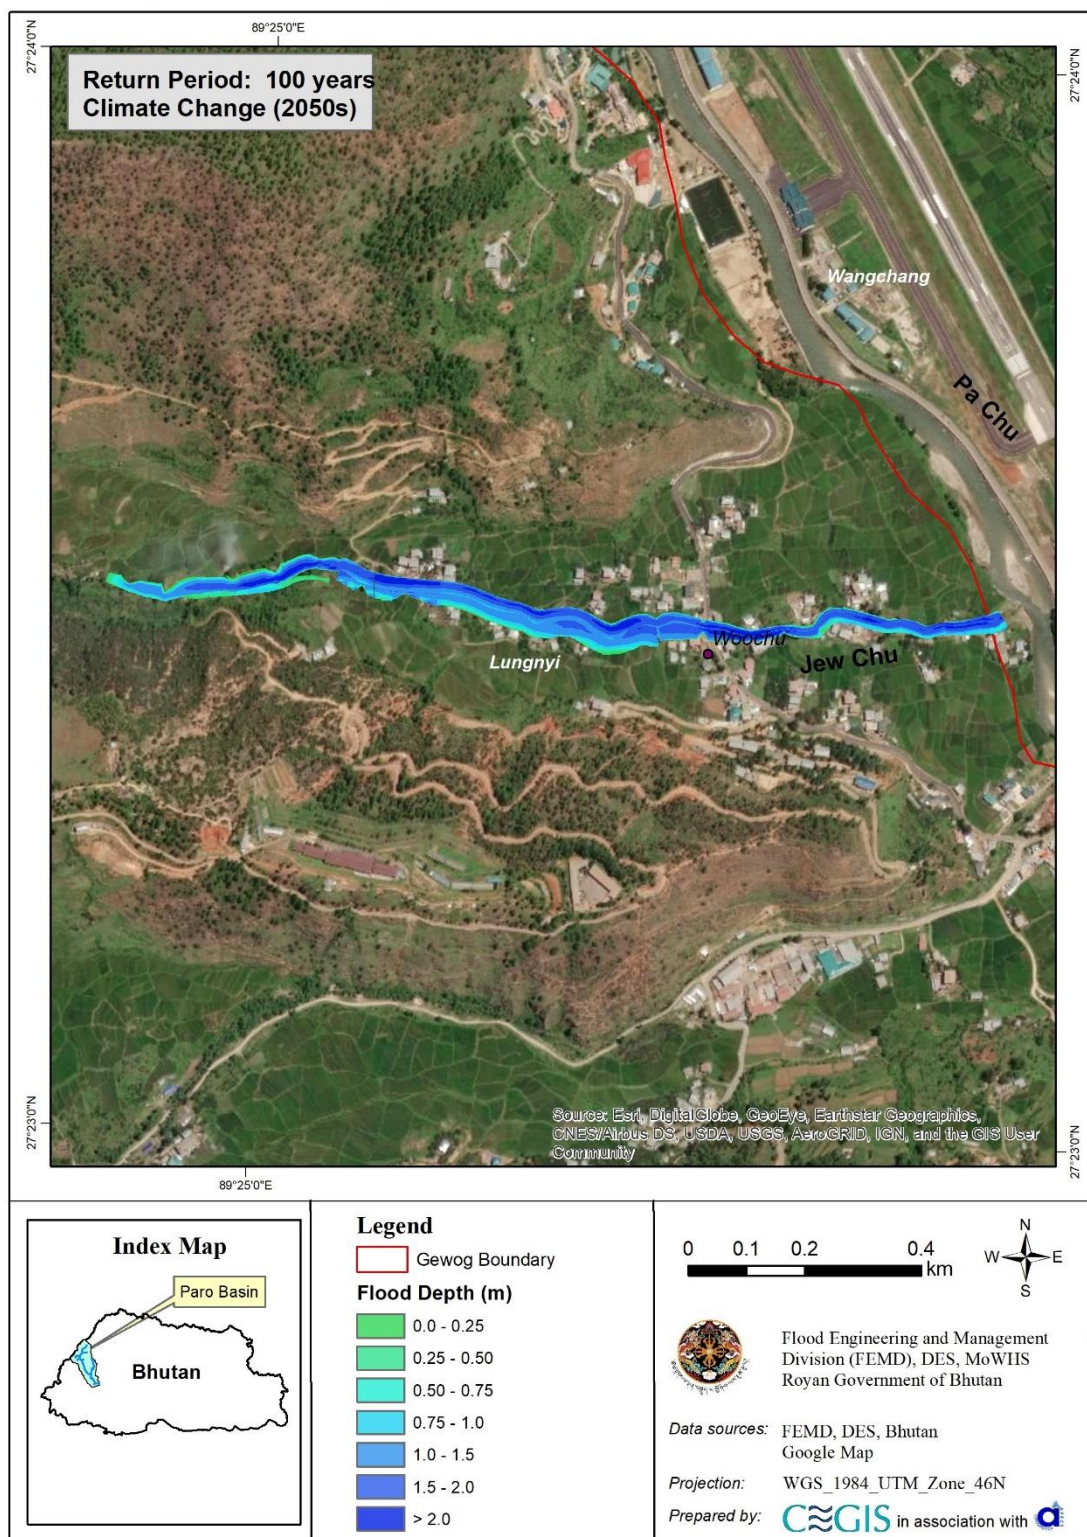 89°25'0"E
27°24'0"N
27°24'0"N
Return Period: 100 years
Climate Change (2050s)
Wangchang
Pa Chu
Woochu
Lungnyi
Jew Chu
Source: Esri, DigitalGlobe, GeoEye, Earthstar Geographics,
CNES/Airbus DS, USDA, USGS, AeroGRID, IGN, and the GIS User
Community
27°23'0"N
27°23'0"N
89°25'0"E
Index Map
Paro Basin
Bhutan
Legend
Gewog Boundary
Flood Depth (m)
0.0 - 0.25
0.25 - 0.50
0.50 - 0.75
0.75 - 1.0
1.0 - 1.5
1.5 - 2.0
> 2.0
0 0.1 0.2 0.4
km
N
W E
S
Flood Engineering and Management
Division (FEMD), DES, MoWHS
Royan Government of Bhutan
Data sources: FEMD, DES, Bhutan
Google Map
Projection: WGS_1984_UTM_Zone_46N
Prepared by: CEGIS in association with